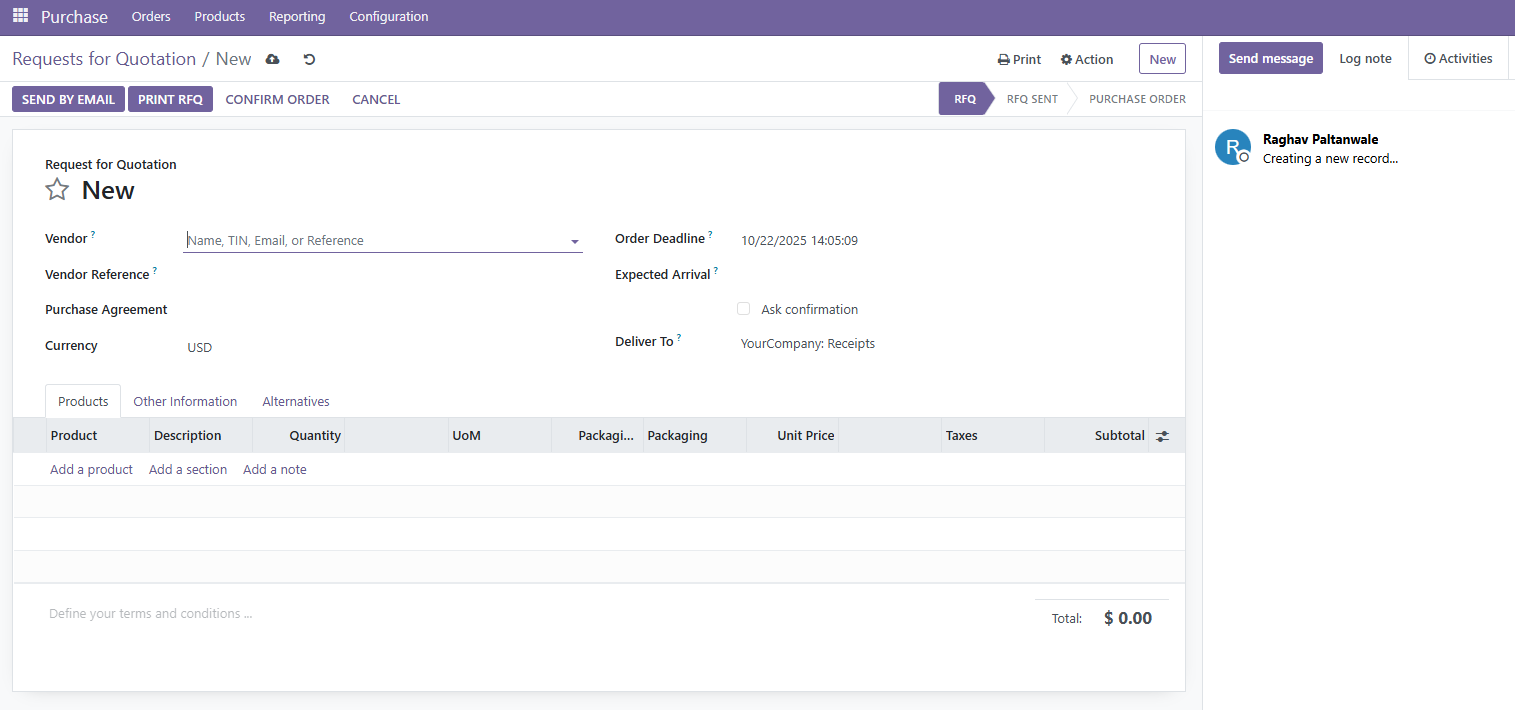 Purchase Orders Products Reporting Configuration
Requests for Quotation / New Print Action New
Send message Log note Activities
SEND BY EMAIL PRINT RFQ CONFIRM ORDER CANCEL RFQ RFQ SENT PURCHASE ORDER
R Raghav Paltanwale
Creating a new record...
Request for Quotation
New
Vendor ? Name, TIN, Email, or Reference
Vendor Reference ?
Purchase Agreement
Currency USD
Order Deadline ? 10/22/2025 14:05:09
Expected Arrival ?
Ask confirmation
Deliver To ? YourCompany: Receipts
Products Other Information Alternatives
Product Description Quantity UoM Packagi... Packaging Unit Price Taxes Subtotal
Add a product Add a section Add a note
Define your terms and conditions ...
Total: $ 0.00